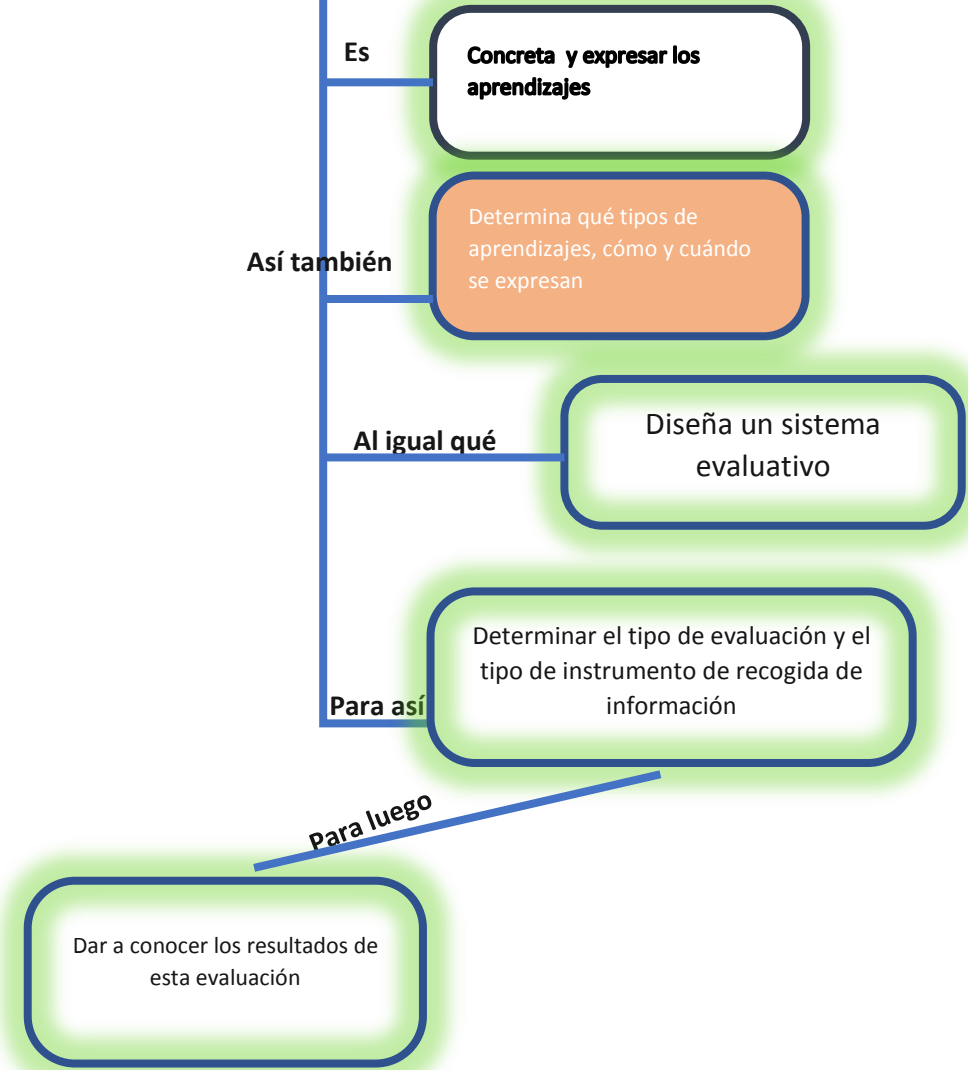 Es
Concreta y expresar los
aprendizajes
Determina qué tipos de
aprendizajes, cómo y cuándo
se expresan
Así también
Al igual qué
Diseña un sistema
evaluativo
Determinar el tipo de evaluación y el
tipo de instrumento de recogida de
información
Para así
Para luego
Dar a conocer los resultados de
esta evaluación